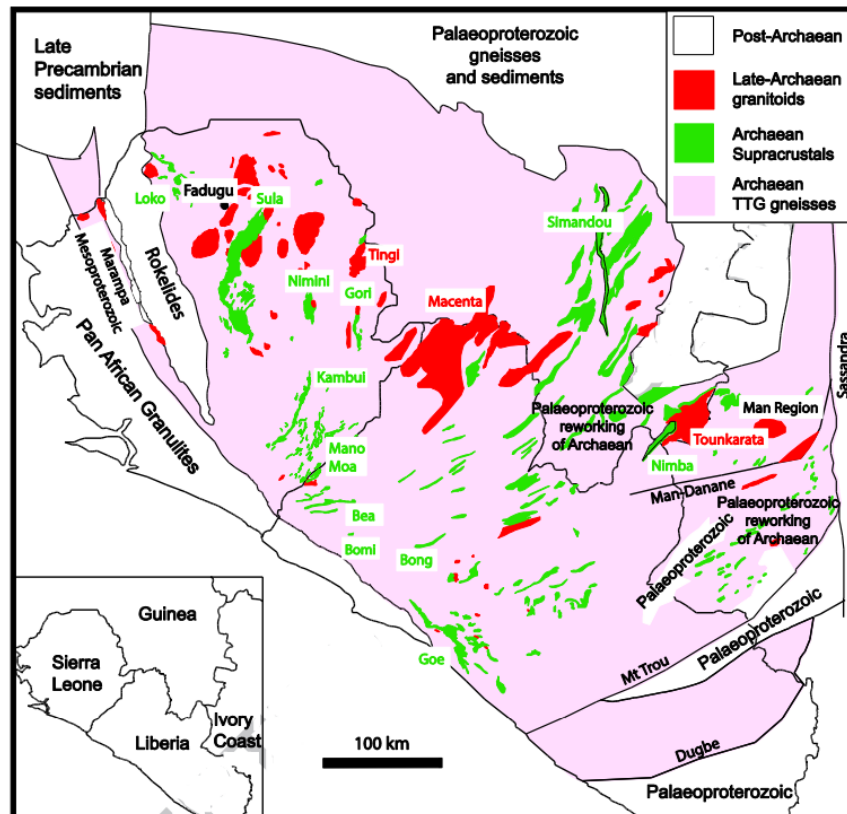 Late
Precambrian
sediments
Palaeoproterozoic
gneisses
and sediments
Post-Archaean
Late-Archaean
granitoids
Archaean
Supracrustals
Archaean
TTG gneisses
Loko
Fadugu
Sula
Simandou
Tingi
Nimini
Gori
Macenta
Marampa
Mesoproterozoic
Rokelides
Pan African Granulites
Kambui
Sassandra
Palaeoproterozoic
reworking
of Archaean
Man Region
Tounkarata
Nimba
Mano
Moa
Man-Danane
Palaeoproterozoic
reworking
of Archaean
Bea
Bomi
Bong
Palaeoproterozoic
Palaeoproterozoic
Goe
Mt Trou
Guinea
Sierra
Leone
Liberia
Ivory
Coast
100 km
Dugbe
Palaeoproterozoic